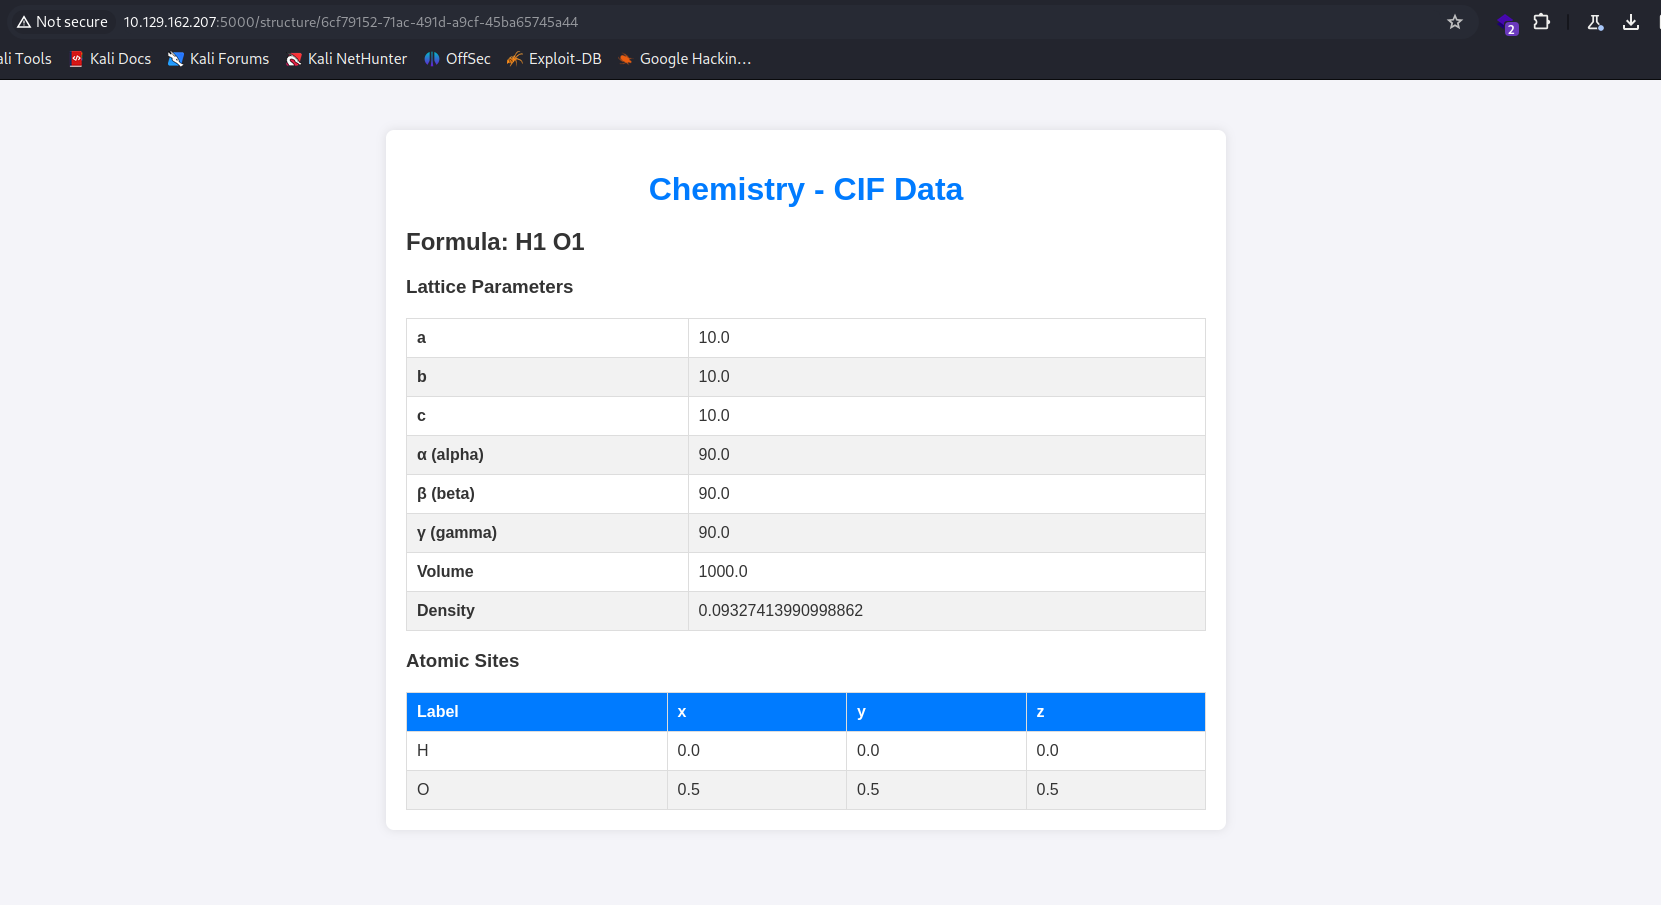 Not secure 10.129.162.207:5000/structure/6cf79152-71ac-491d-a9cf-45ba65745a44 2
ali Tools Kali Docs Kali Forums Kali NetHunter OffSec Exploit-DB Google Hackin…
Chemistry - CIF Data
Formula: H1 O1
Lattice Parameters
a 10.0
b 10.0
c 10.0
α (alpha) 90.0
β (beta) 90.0
γ (gamma) 90.0
Volume 1000.0
Density 0.09327413990998862
Atomic Sites
Label x y z
H 0.0 0.0 0.0
O 0.5 0.5 0.5